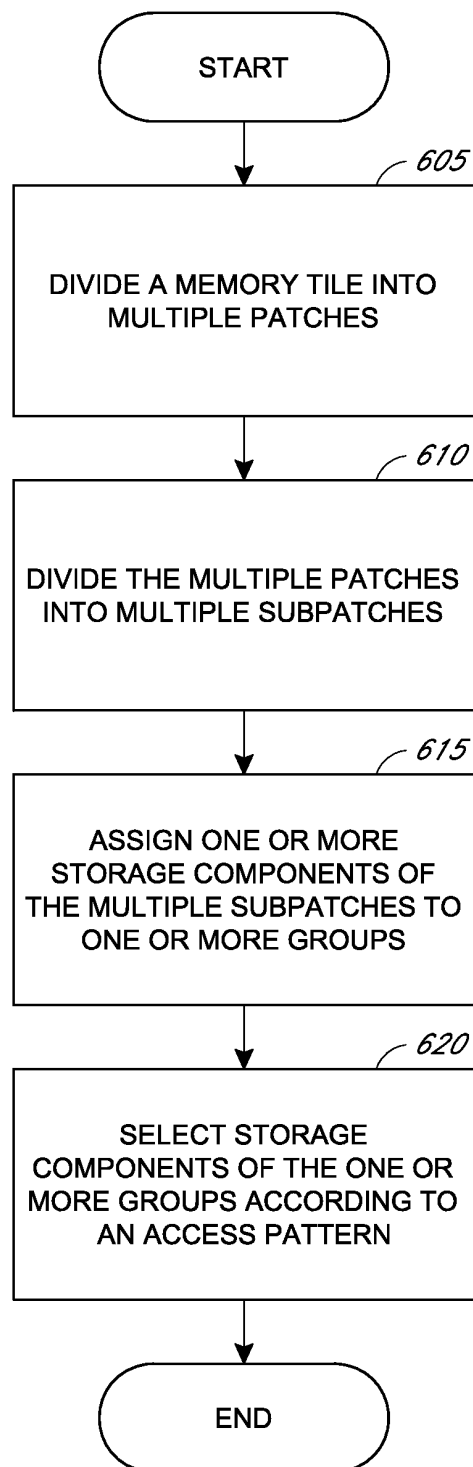 START
605
DIVIDE A MEMORY TILE INTO
MULTIPLE PATCHES
610
DIVIDE THE MULTIPLE PATCHES
INTO MULTIPLE SUBPATCHES
615
ASSIGN ONE OR MORE
STORAGE COMPONENTS OF
THE MULTIPLE SUBPATCHES TO
ONE OR MORE GROUPS
620
SELECT STORAGE
COMPONENTS OF THE ONE OR
MORE GROUPS ACCORDING TO
AN ACCESS PATTERN
END